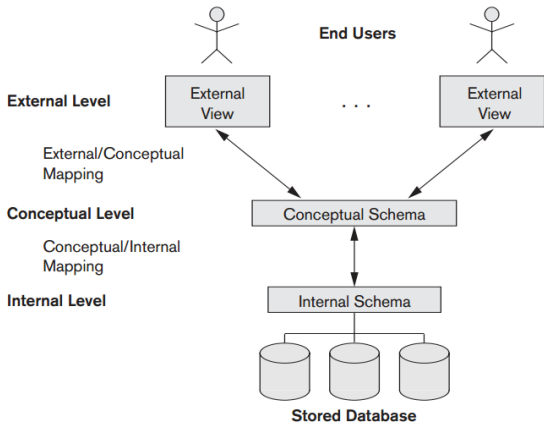 End Users
External Level
External
View
. . .
External
View
External/Conceptual
Mapping
Conceptual Level
Conceptual Schema
Conceptual/Internal
Mapping
Internal Level
Internal Schema
Stored Database